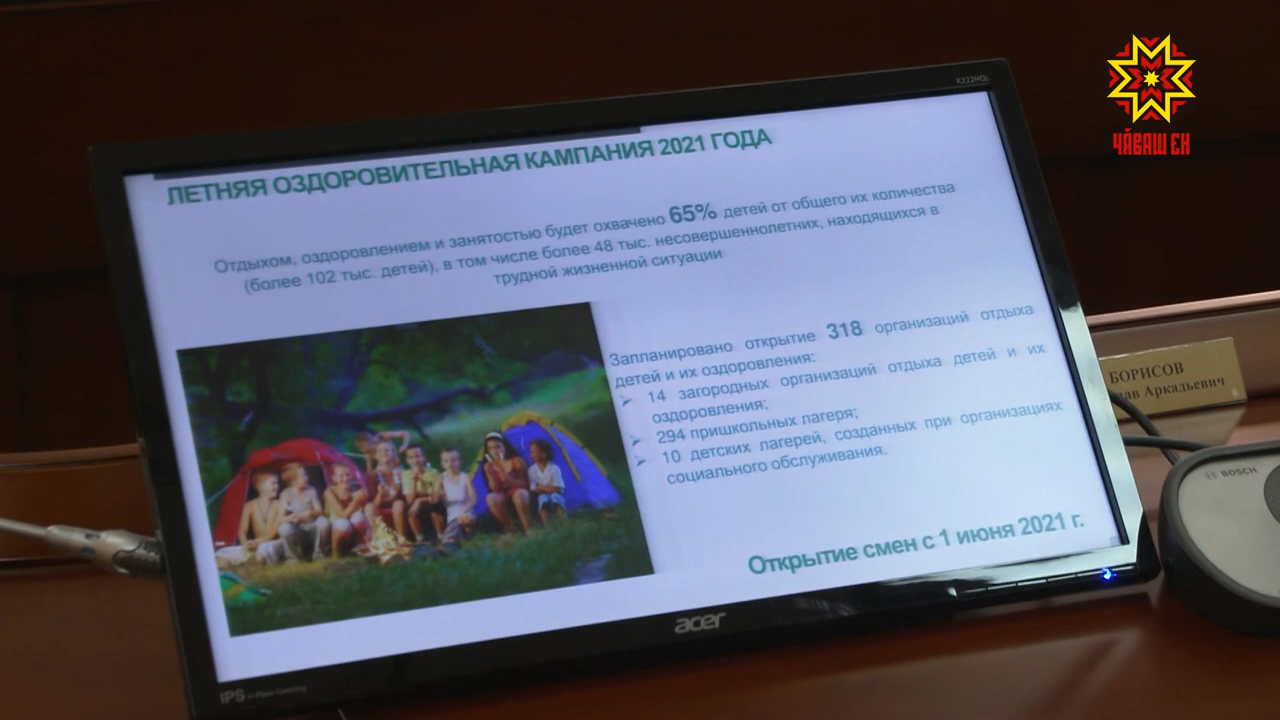 ЧӐВАШ ЕН
K222HQL
ЛЕТНЯЯ ОЗДОРОВИТЕЛЬНАЯ КАМПАНИЯ 2021 ГОДА
Отдыхом, оздоровлением и занятостью будет охвачено 65% детей от общего их количества
(более 102 тыс. детей), в том числе более 48 тыс. несовершеннолетних, находящихся в
трудной жизненной ситуации
Запланировано открытие 318 организаций отдыха
детей и их оздоровления:
14 загородных организаций отдыха детей и их
оздоровления;
294 пришкольных лагеря;
10 детских лагерей, созданных при организациях
социального обслуживания.
Открытие смен с 1 июня 2021 г.
БОРИСОВ
лав Аркадьевич
BOSCH
acer
IPS